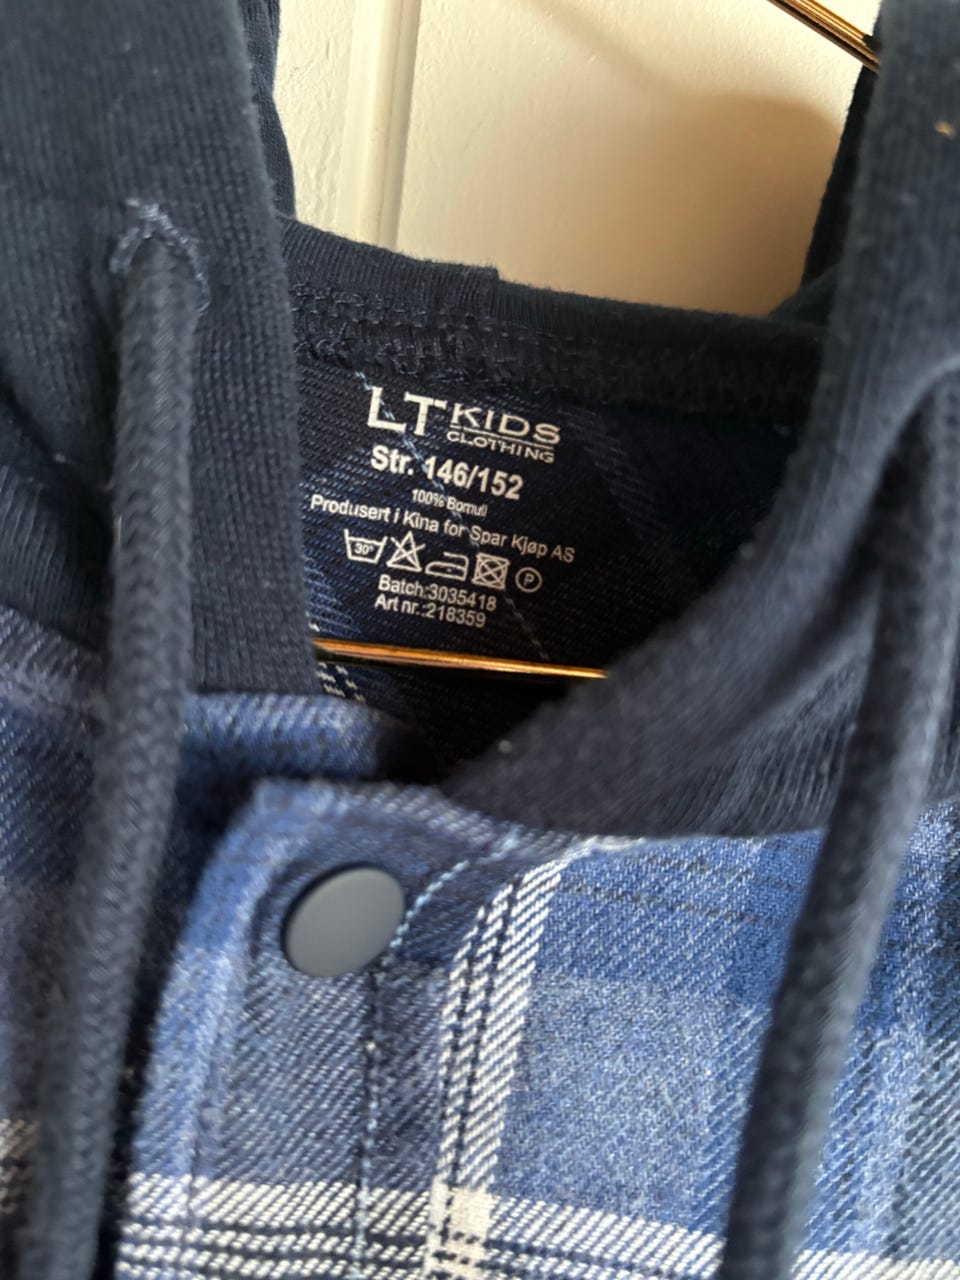 LT KIDS
CLOTHING
Str. 146/152
100% Bomull
Produsert i Kina for Spar Kjøp AS
30° P
Batch:3035418
Art nr.:218359